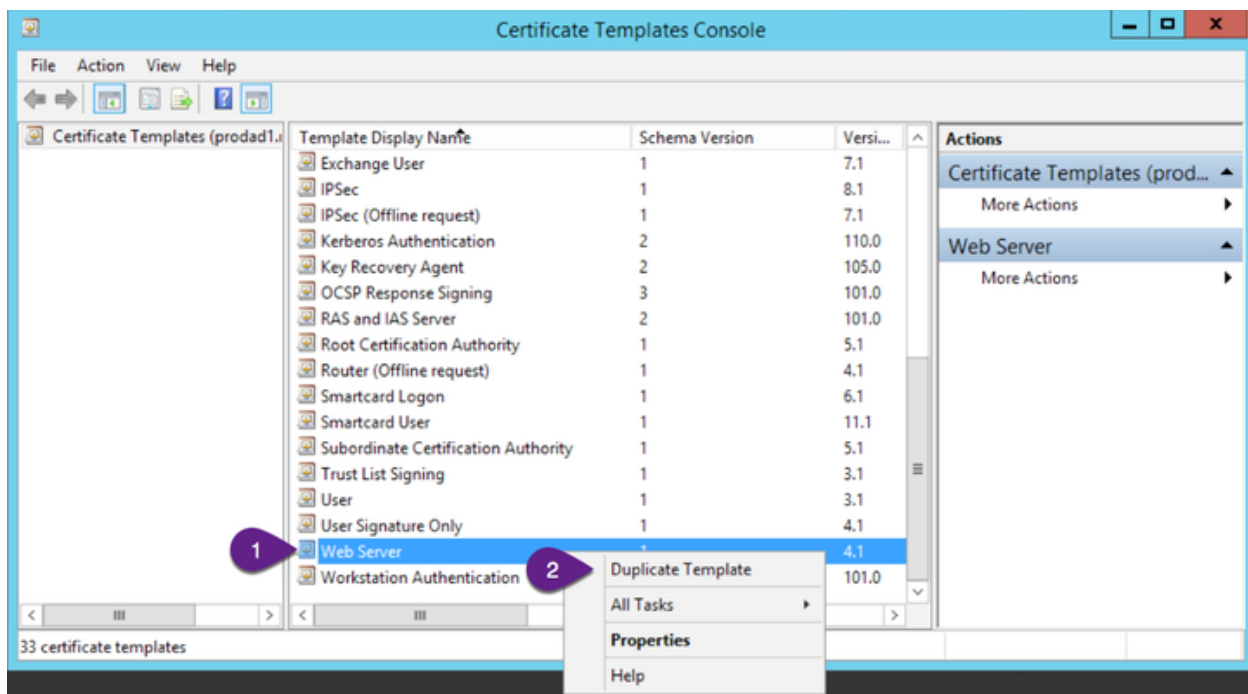 Certificate Templates Console
File Action View Help
Certificate Templates (prodad1.
Template Display Name Schema Version Versi...
Exchange User 1 7.1
IPSec 1 8.1
IPSec (Offline request) 1 7.1
Kerberos Authentication 2 110.0
Key Recovery Agent 2 105.0
OCSP Response Signing 3 101.0
RAS and IAS Server 2 101.0
Root Certification Authority 1 5.1
Router (Offline request) 1 4.1
Smartcard Logon 1 6.1
Smartcard User 1 11.1
Subordinate Certification Authority 1 5.1
Trust List Signing 1 3.1
User 1 3.1
User Signature Only 1 4.1
1 Web Server 1 4.1
Workstation Authentication 101.0
2 Duplicate Template
All Tasks
Properties
Help
Actions
Certificate Templates (prod...
More Actions
Web Server
More Actions
33 certificate templates